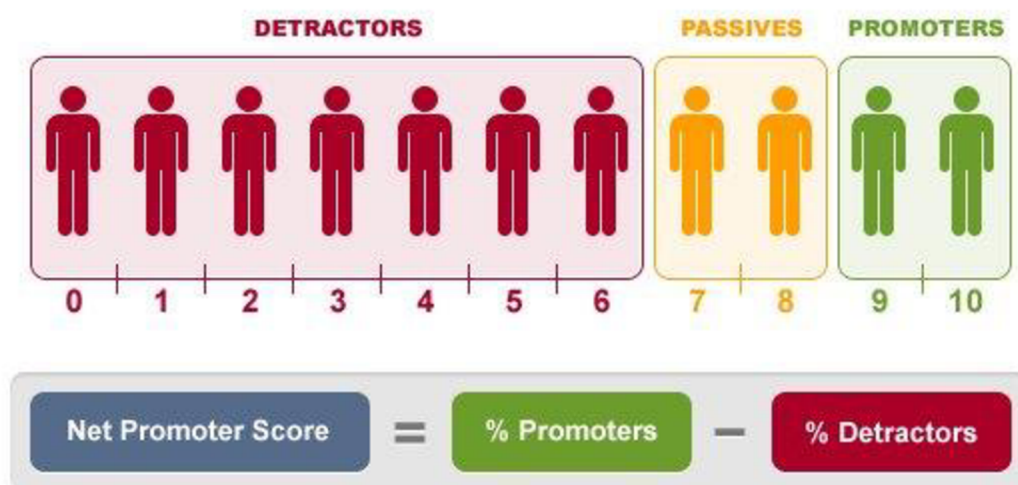 DETRACTORS PASSIVES PROMOTERS
0 1 2 3 4 5 6 7 8 9 10
Net Promoter Score = % Promoters − % Detractors